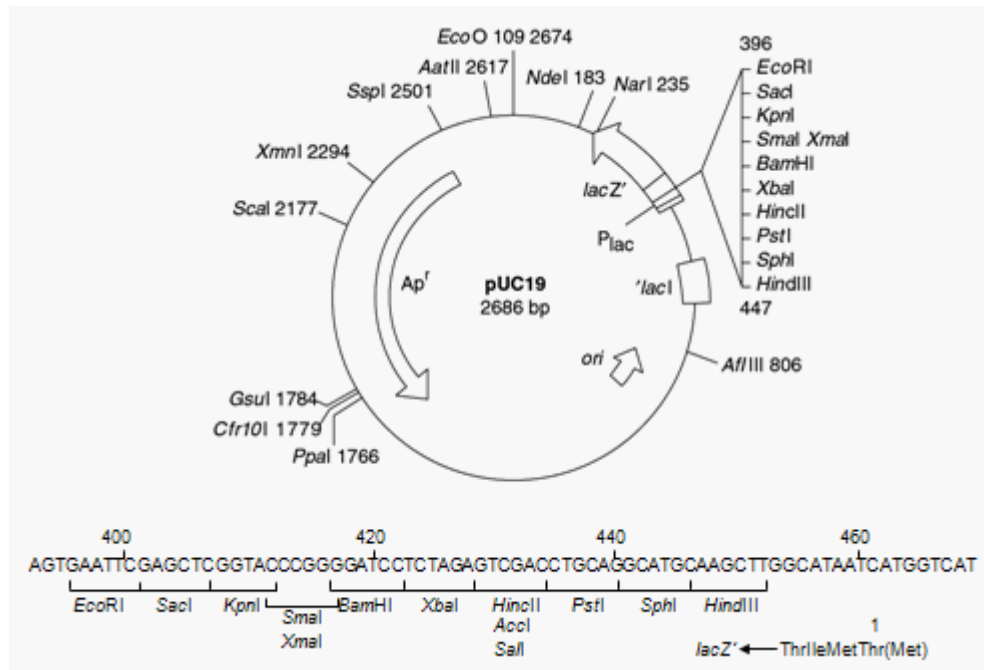 EcoO 109 2674
AatII 2617
SspI 2501
XmnI 2294
ScaI 2177
NdeI 183
NarI 235
396
EcoRI
SacI
KpnI
SmaI XmaI
BamHI
XbaI
HincII
PstI
SphI
HindIII
447
lacZ'
Plac
Apr
pUC19
2686 bp
'lacI
ori
AflIII 806
GsuI 1784
Cfr10I 1779
PpaI 1766
400 420 440 460
AGTGAATTCGAGCTCGGTACCCGGGGATCCTCTAGAGTCGACCTGCAGGCATGCAAGCTTGGCATAATCATGGTCAT
EcoRI SacI KpnI BamHI XbaI HincII PstI SphI HindIII
SmaI AccI
XmaI SalI
1
lacZ' ThrIleMetThr(Met)